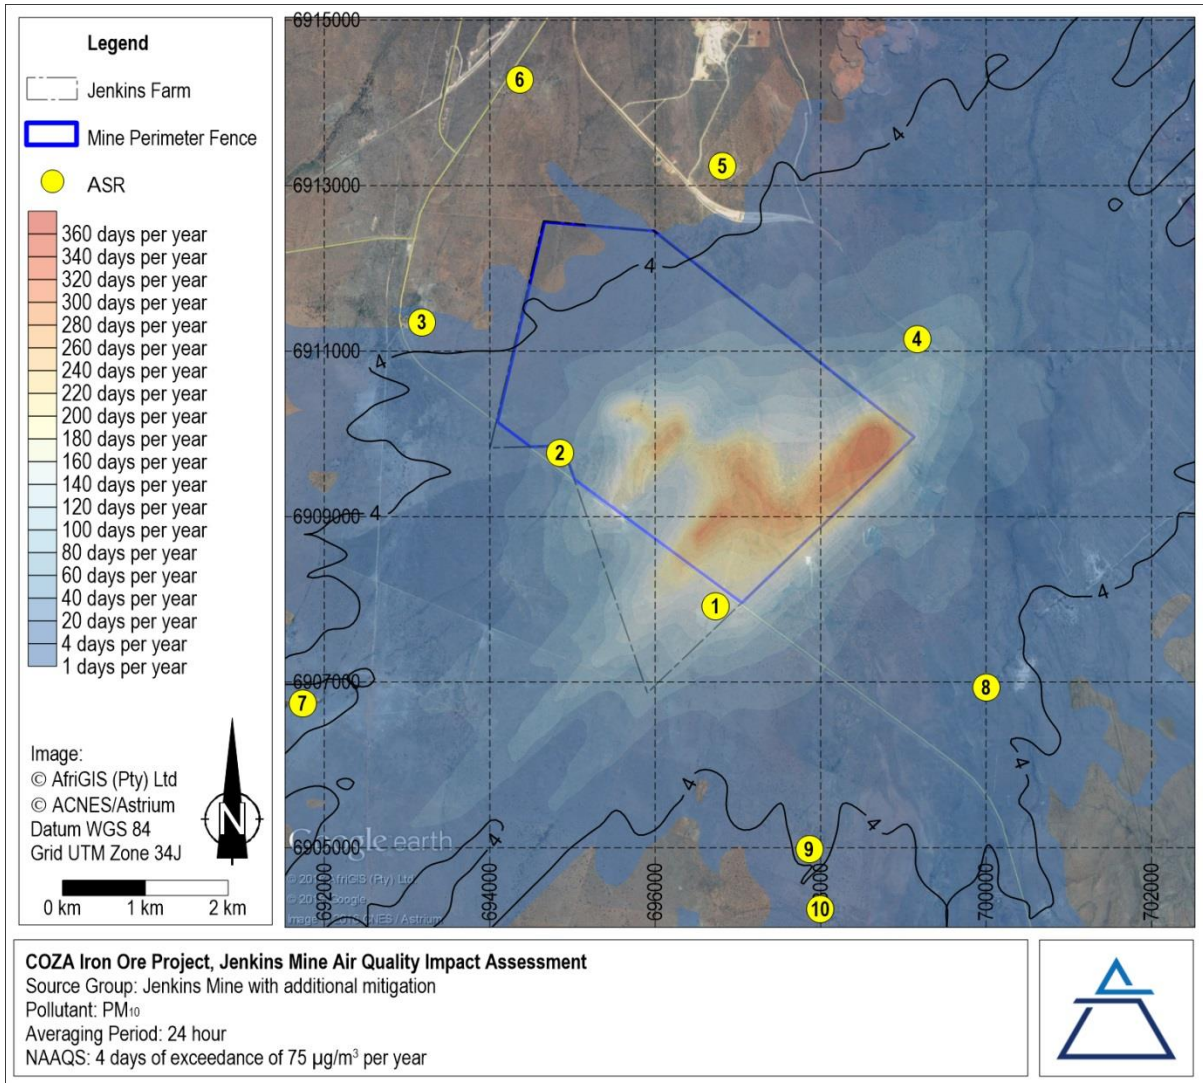 Legend
Jenkins Farm
Mine Perimeter Fence
ASR
360 days per year
340 days per year
320 days per year
300 days per year
280 days per year
260 days per year
240 days per year
220 days per year
200 days per year
180 days per year
160 days per year
140 days per year
120 days per year
100 days per year
80 days per year
60 days per year
40 days per year
20 days per year
4 days per year
1 days per year
Image:
© AfriGIS (Pty) Ltd
© ACNES/Astrium
Datum WGS 84
Grid UTM Zone 34J
N
0 km 1 km 2 km
6915000
6
4
5
6913000
4
3
4
6911000
4
2
6909000
4
1
4
6907000
8
7
4
4
4
4
9
6905000
10
Google earth
692000
694000
696000
698000
700000
702000
COZA Iron Ore Project, Jenkins Mine Air Quality Impact Assessment
Source Group: Jenkins Mine with additional mitigation
Pollutant: PM₁₀
Averaging Period: 24 hour
NAAQS: 4 days of exceedance of 75 µg/m³ per year